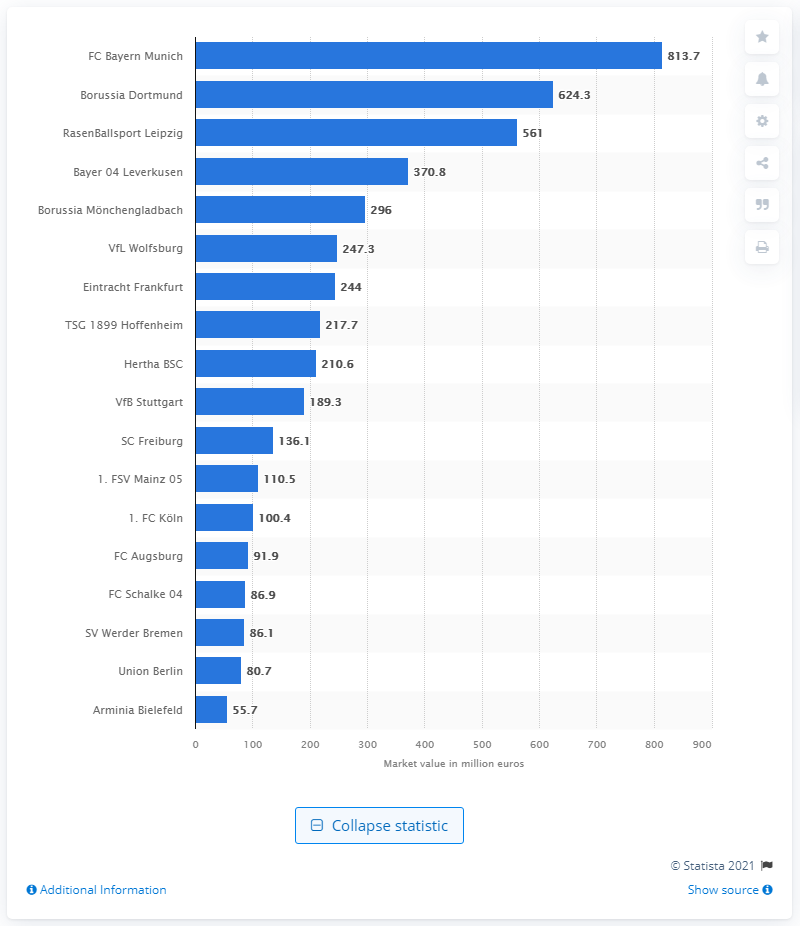 FC Bayern Munich 813.7
Borussia Dortmund 624.3
RasenBallsport Leipzig 561
Bayer 04 Leverkusen 370.8
Borussia Mönchengladbach 296
VfL Wolfsburg 247.3
Eintracht Frankfurt 244
TSG 1899 Hoffenheim 217.7
Hertha BSC 210.6
VfB Stuttgart 189.3
SC Freiburg 136.1
1. FSV Mainz 05 110.5
1. FC Köln 100.4
FC Augsburg 91.9
FC Schalke 04 86.9
SV Werder Bremen 86.1
Union Berlin 80.7
Arminia Bielefeld 55.7
0 100 200 300 400 500 600 700 800 900
Market value in million euros
Collapse statistic
© Statista 2021
Additional Information Show source